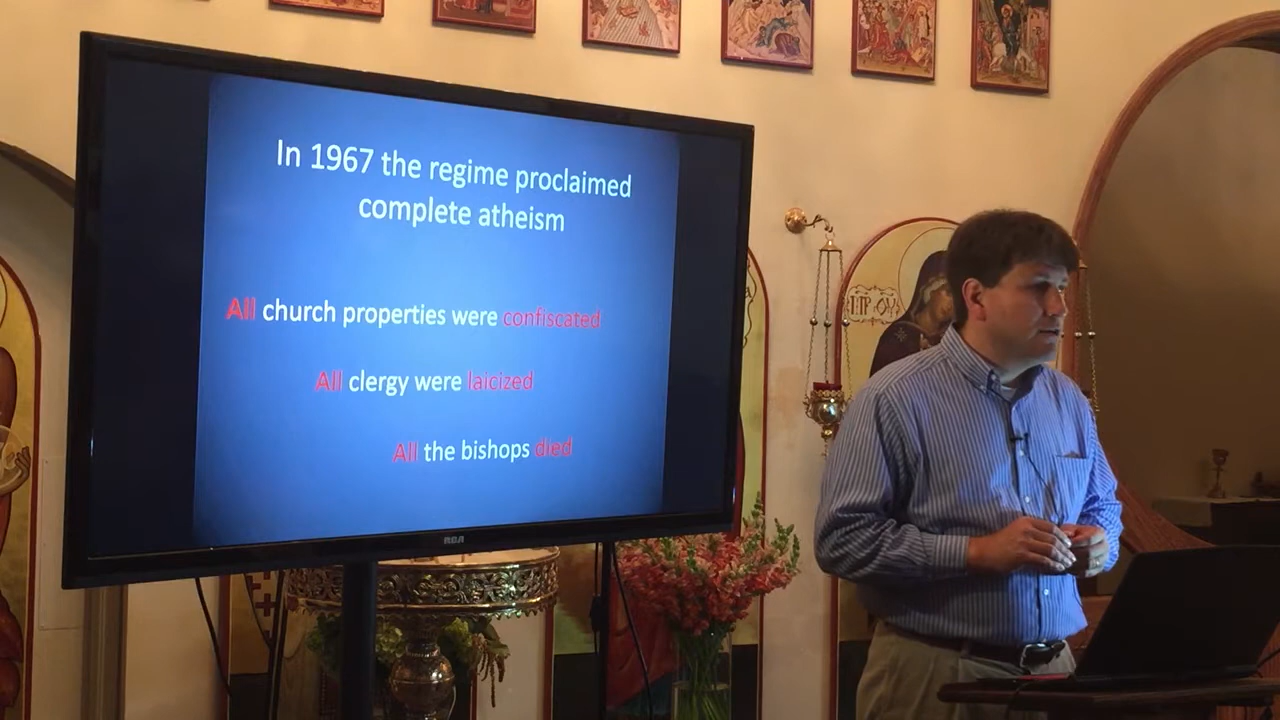 In 1967 the regime proclaimed
complete atheism
All church properties were confiscated
All clergy were laicized
All the bishops died
RCA